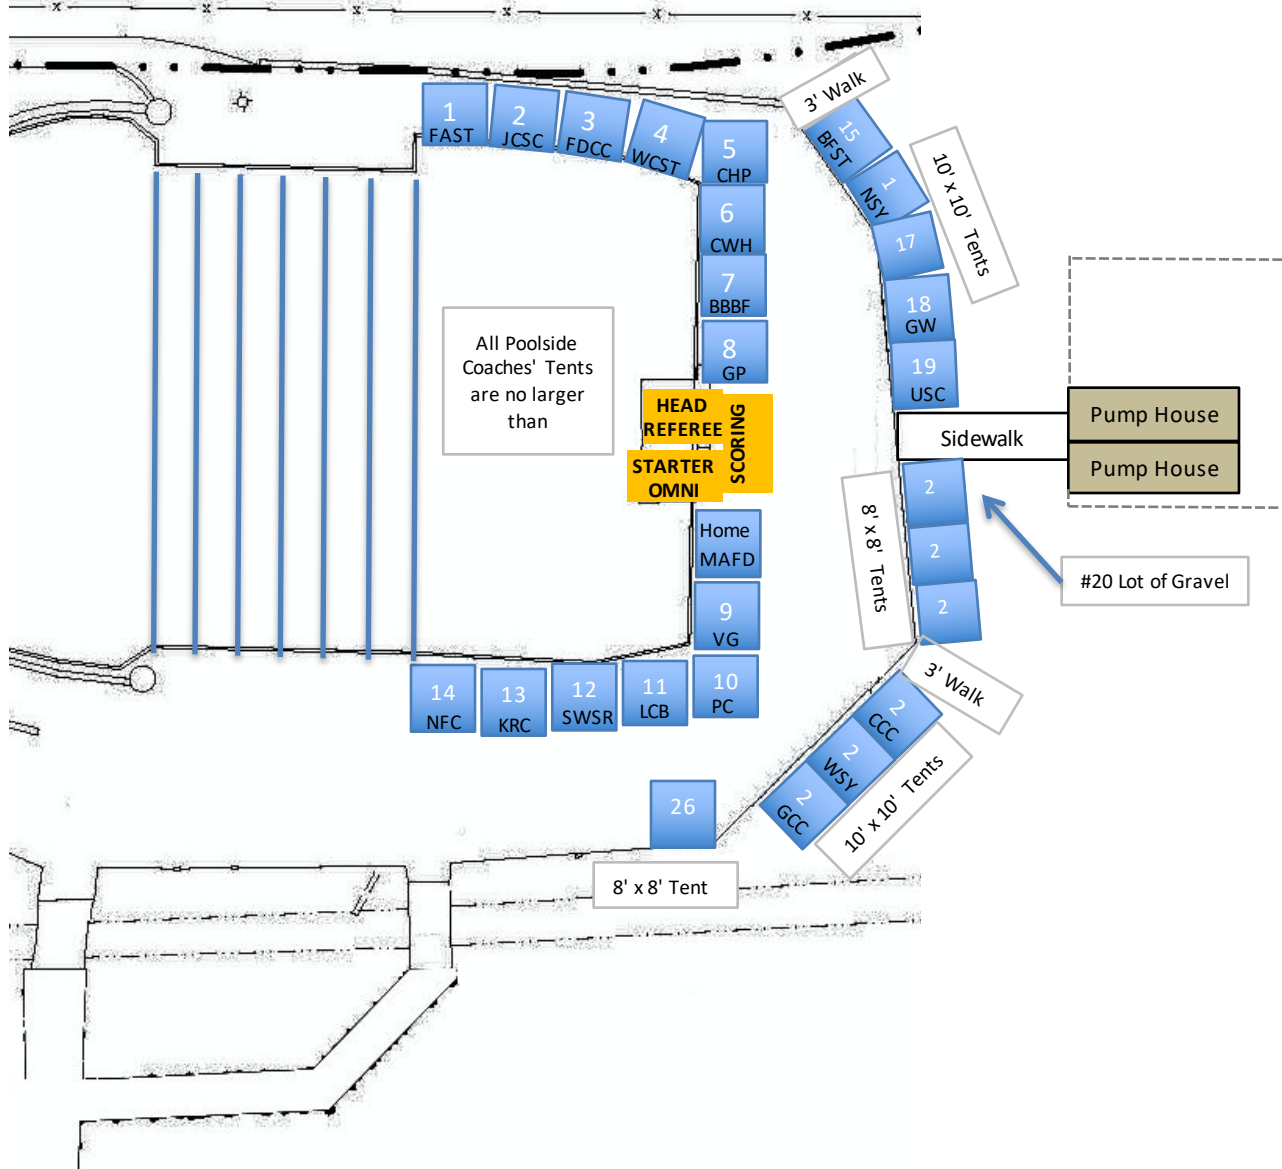 3' Walk
1
FAST
2
JCSC
3
FDCC
4
WCST
5
CHP
6
CWH
7
BBBF
8
GP
15
BFST
1
NSY
17
18
GW
19
USC
10' x 10' Tents
All Poolside
Coaches' Tents
are no larger
than
HEAD
REFEREE
SCORING
STARTER
OMNI
Sidewalk
Pump House
Pump House
2
2
2
8' x 8' Tents
#20 Lot of Gravel
Home
MAFD
9
VG
10
PC
11
LCB
12
SWSR
13
KRC
14
NFC
3' Walk
2
CCC
2
WSY
2
GCC
10' x 10' Tents
26
8' x 8' Tent